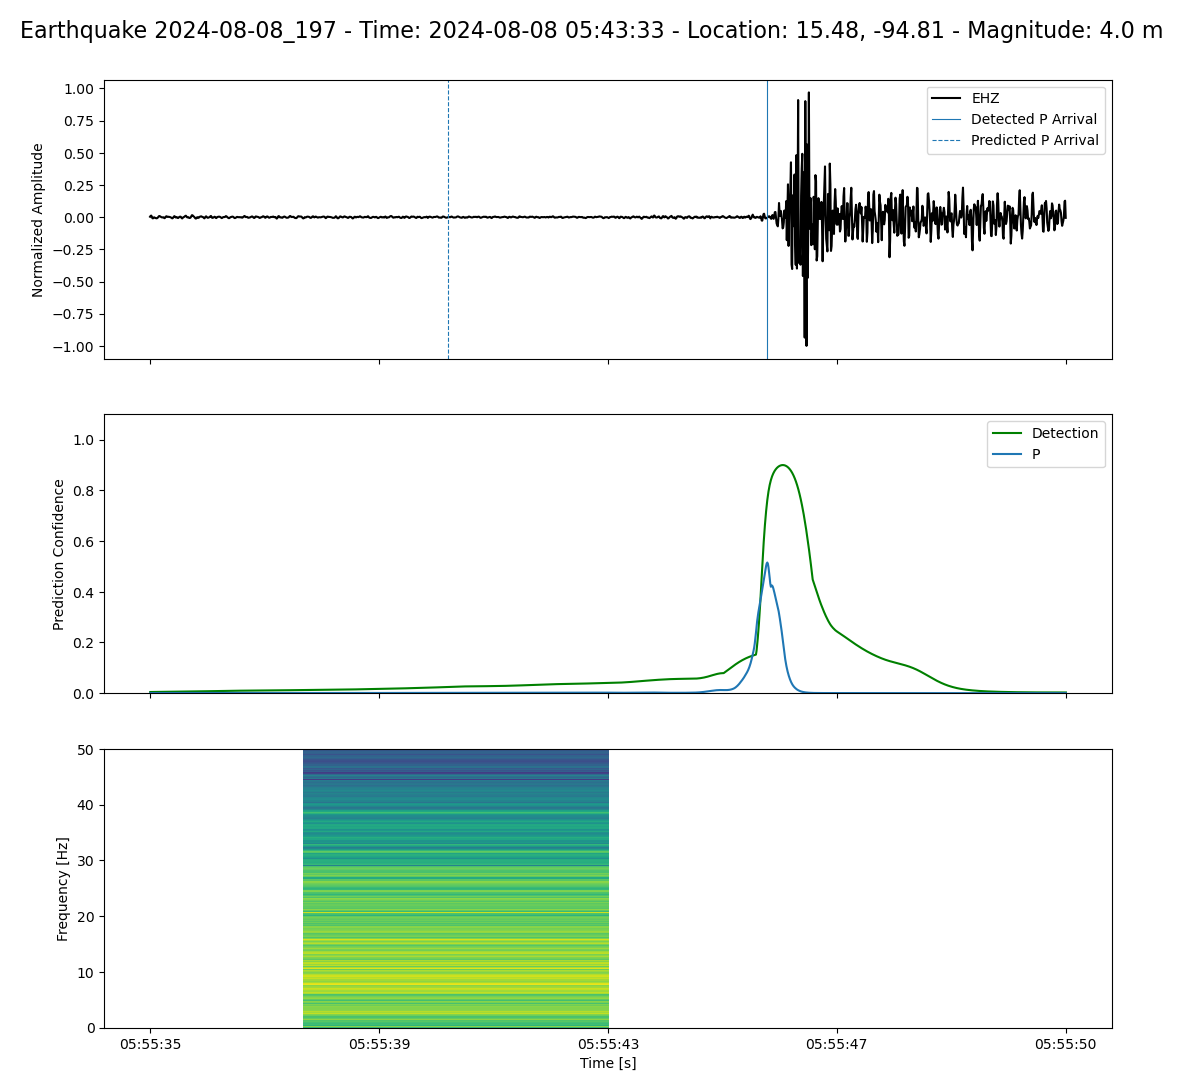 Earthquake 2024-08-08_197 - Time: 2024-08-08 05:43:33 - Location: 15.48, -94.81 - Magnitude: 4.0 m
1.00
0.75
0.50
0.25
0.00
−0.25
−0.50
−0.75
−1.00
Normalized Amplitude
EHZ
Detected P Arrival
Predicted P Arrival
1.0
0.8
0.6
0.4
0.2
0.0
Prediction Confidence
Detection
P
50
40
30
20
10
0
Frequency [Hz]
05:55:35 05:55:39 05:55:43 05:55:47 05:55:50
Time [s]